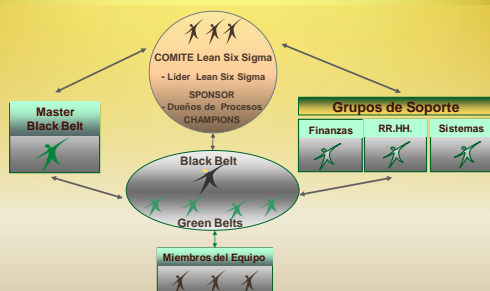 COMITE Lean Six Sigma
- Líder Lean Six Sigma
SPONSOR
- Dueños de Procesos
CHAMPIONS
Master
Black Belt
Grupos de Soporte
Finanzas
RR.HH.
Sistemas
Black Belt
Green Belts
Miembros del Equipo